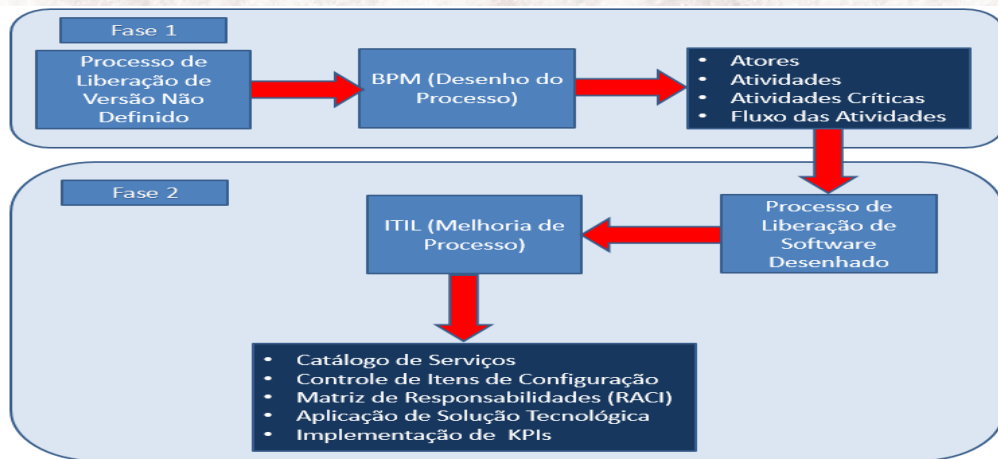 Fase 1
Processo de
Liberação de
Versão Não
Definido
BPM (Desenho do
Processo)
• Atores
• Atividades
• Atividades Críticas
• Fluxo das Atividades
Fase 2
Processo de
Liberação de
Software
Desenhado
ITIL (Melhoria de
Processo)
• Catálogo de Serviços
• Controle de Itens de Configuração
• Matriz de Responsabilidades (RACI)
• Aplicação de Solução Tecnológica
• Implementação de KPIs